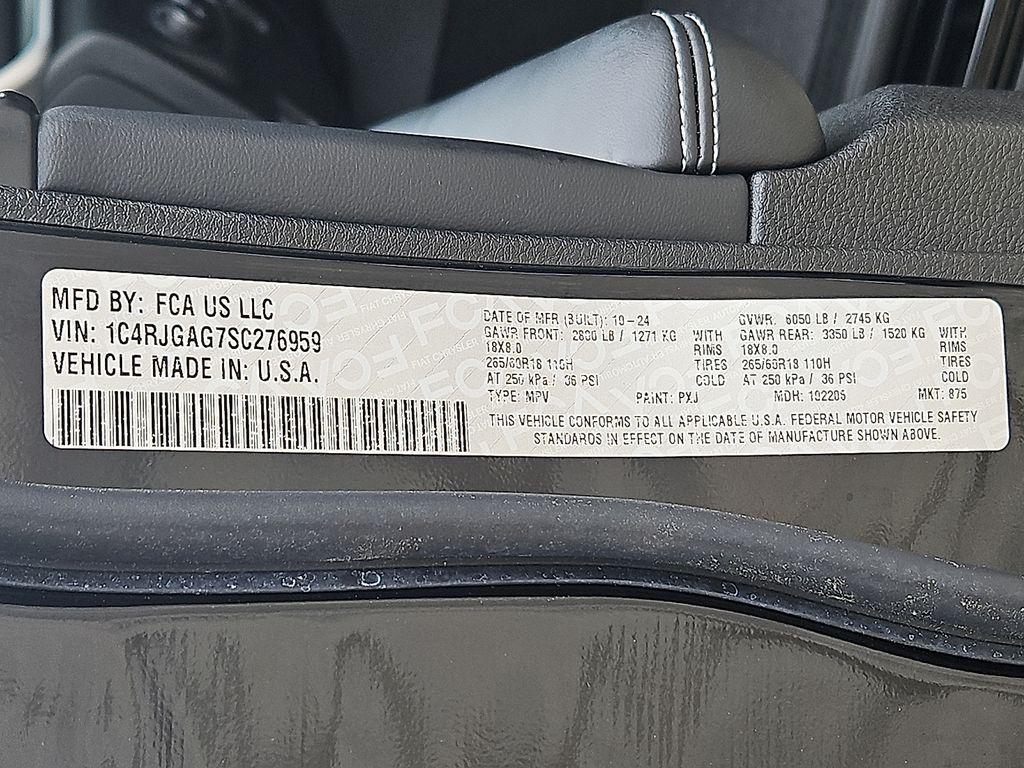 MFD BY: FCA US LLC
VIN: 1C4RJGAG7SC276959
VEHICLE MADE IN: U.S.A.
DATE OF MFR (BUILT): 10-24 GVWR: 6050 LB / 2745 KG
GAWR FRONT: 2800 LB / 1271 KG WITH GAWR REAR: 3350 LB / 1520 KG WITH
18X8.0 RIMS 18X8.0 RIMS
265/60R18 110H TIRES 265/60R18 110H TIRES
AT 250 kPa / 36 PSI COLD AT 250 kPa / 36 PSI COLD
TYPE: MPV PAINT: PXJ MDH: 102205 MKT: 875
THIS VEHICLE CONFORMS TO ALL APPLICABLE U.S.A. FEDERAL MOTOR VEHICLE SAFETY
STANDARDS IN EFFECT ON THE DATE OF MANUFACTURE SHOWN ABOVE.